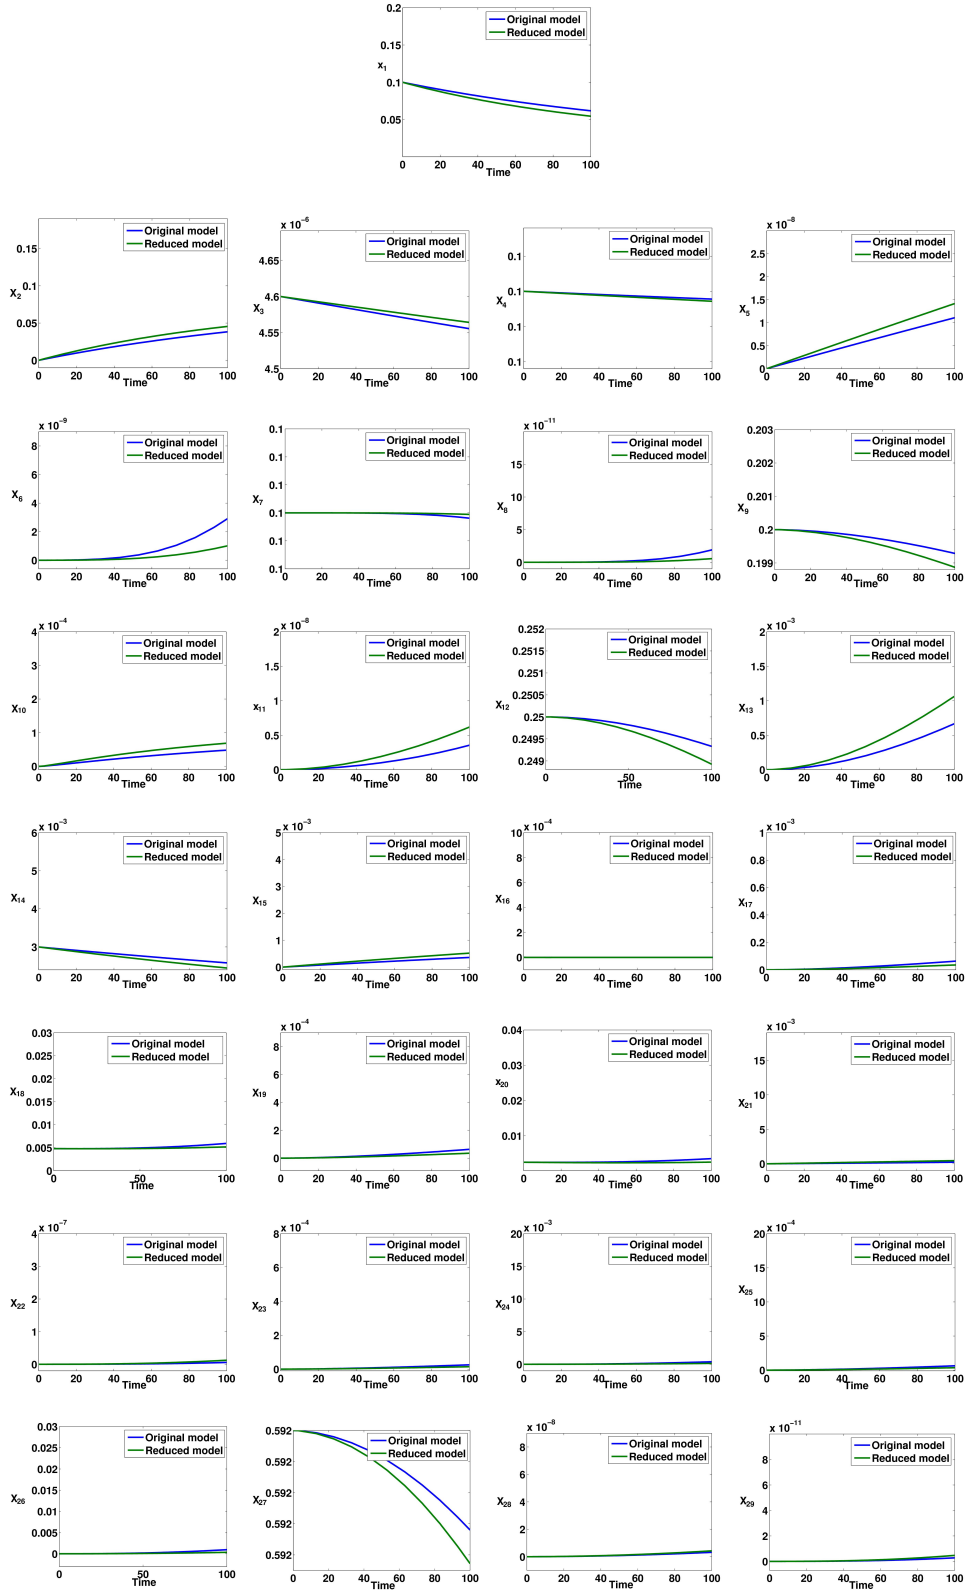 0.2
0.15
0.1
0.05
x1
0 20 40 60 80 100
Time
Original model
Reduced model
0.15
0.1
0.05
0
X2
0 20 40 60 80 100
Time
Original model
Reduced model
x 10^-6
4.65
4.6
4.55
4.5
X3
0 20 40 60 80 100
Time
Original model
Reduced model
0.1
0.1
0.1
0.1
X4
0 20 40 60 80 100
Time
Original model
Reduced model
x 10^-8
2.5
2
1.5
1
0.5
0
X5
0 20 40 60 80 100
Time
Original model
Reduced model
x 10^-9
8
6
4
2
0
X6
0 20 40 60 80 100
Time
Original model
Reduced model
0.1
0.1
0.1
0.1
0.1
0.1
X7
0 20 40 60 80 100
Time
Original model
Reduced model
x 10^-11
15
10
5
0
X8
0 20 40 60 80 100
Time
Original model
Reduced model
0.203
0.202
0.201
0.2
0.199
X9
0 20 40 60 80 100
Time
Original model
Reduced model
x 10^-4
4
3
2
1
0
X10
0 20 40 60 80 100
Time
Original model
Reduced model
x 10^-8
2
1.5
1
0.5
0
x11
0 20 40 60 80 100
Time
Original model
Reduced model
0.252
0.2515
0.251
0.2505
0.25
0.2495
0.249
X12
0 50 100
Time
Original model
Reduced model
x 10^-3
2
1.5
1
0.5
0
X13
0 20 40 60 80 100
Time
Original model
Reduced model
x 10^-3
6
5
4
3
X14
0 20 40 60 80 100
Time
Original model
Reduced model
x 10^-3
5
4
3
2
1
0
X15
0 20 40 60 80 100
Time
Original model
Reduced model
x 10^-4
10
8
6
4
2
0
X16
0 20 40 60 80 100
Time
Original model
Reduced model
x 10^-3
1
0.8
0.6
0.4
0.2
0
X17
0 20 40 60 80 100
Time
Original model
Reduced model
0.03
0.025
0.02
0.015
0.01
0.005
0
X18
0 50 100
Time
Original model
Reduced model
x 10^-4
8
6
4
2
0
X19
0 20 40 60 80 100
Time
Original model
Reduced model
0.04
0.03
0.02
0.01
x20
0 20 40 60 80 100
Time
Original model
Reduced model
x 10^-3
15
10
5
0
X21
0 20 40 60 80 100
Time
Original model
Reduced model
x 10^-7
4
3
2
1
0
X22
0 20 40 60 80 100
Time
Original model
Reduced model
x 10^-4
8
6
4
2
0
X23
0 20 40 60 80 100
Time
Original model
Reduced model
x 10^-3
20
15
10
5
0
X24
0 20 40 60 80 100
Time
Original model
Reduced model
x 10^-4
20
15
10
5
0
X25
0 20 40 60 80 100
Time
Original model
Reduced model
0.03
0.025
0.02
0.015
0.01
0.005
0
X26
0 50 100
Time
Original model
Reduced model
0.592
0.592
0.592
0.592
0.592
X27
0 20 40 60 80 100
Time
Original model
Reduced model
x 10^-8
8
6
4
2
0
X28
0 20 40 60 80 100
Time
Original model
Reduced model
x 10^-11
8
6
4
2
0
X29
0 20 40 60 80 100
Time
Original model
Reduced model